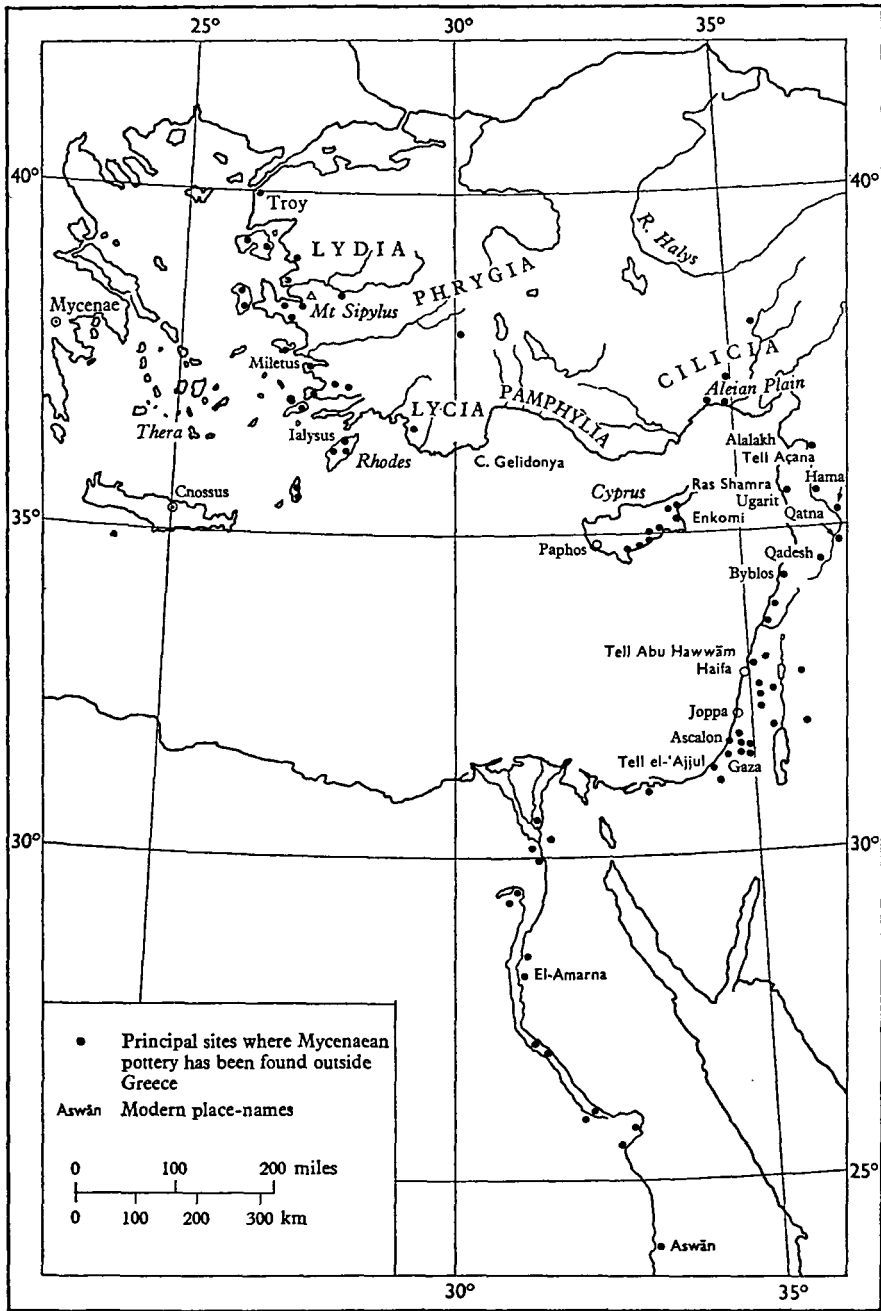 25°
30°
35°
40°
40°
Troy
LYDIA
R. Halys
PHRYGIA
Mycenae
Mt Sipylus
CILICIA
Miletus
Aleian Plain
LYCIA
PAMPHYLIA
Thera
Ialysus
Rhodes
C. Gelidonya
Alalakh
Tell Açana
Hama
Cnossus
Cyprus
Ras Shamra
Ugarit
Qatna
35°
35°
Enkomi
Paphos
Qadesh
Byblos
Tell Abu Hawwām
Haifa
Joppa
Ascalon
Tell el-'Ajjul
Gaza
30°
30°
El-Amarna
Principal sites where Mycenaean
pottery has been found outside
Greece
Aswān Modern place-names
0 100 200 miles
0 100 200 300 km
25°
Aswān
30°
35°